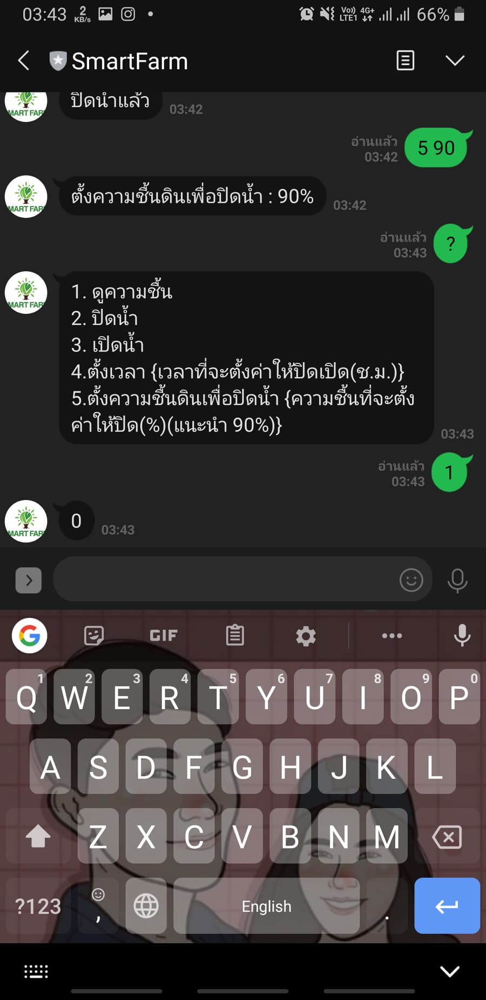 03:43 2 KB/s Vo)) LTE1 4G+ 66%
SmartFarm
ปิดน้ำแล้ว
MART FAR
03:42
อ่านแล้ว
03:42
5 90
MART FAR
ตั้งความชื้นดินเพื่อปิดน้ำ : 90%
03:42
อ่านแล้ว
03:43
?
MART FAR
1. ดูความชื้น
2. ปิดน้ำ
3. เปิดน้ำ
4.ตั้งเวลา {เวลาที่จะตั้งค่าให้ปิดเปิด(ช.ม.)}
5.ตั้งความชื้นดินเพื่อปิดน้ำ {ความชื้นที่จะตั้ง
ค่าให้ปิด(%)(แนะนำ 90%)}
03:43
อ่านแล้ว
03:43
1
MART FAR
0
03:43
G GIF
Q 1 W 2 E 3 R 4 T 5 Y 6 U 7 I 8 O 9 P 0
A S D F G H J K L
Z X C V B N M
?123 , English .